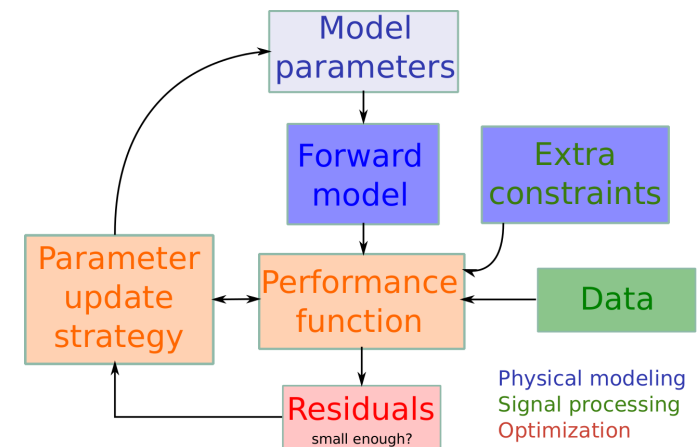 Model
parameters
Forward
model
Extra
constraints
Parameter
update
strategy
Performance
function
Data
Residuals
small enough?
Physical modeling
Signal processing
Optimization